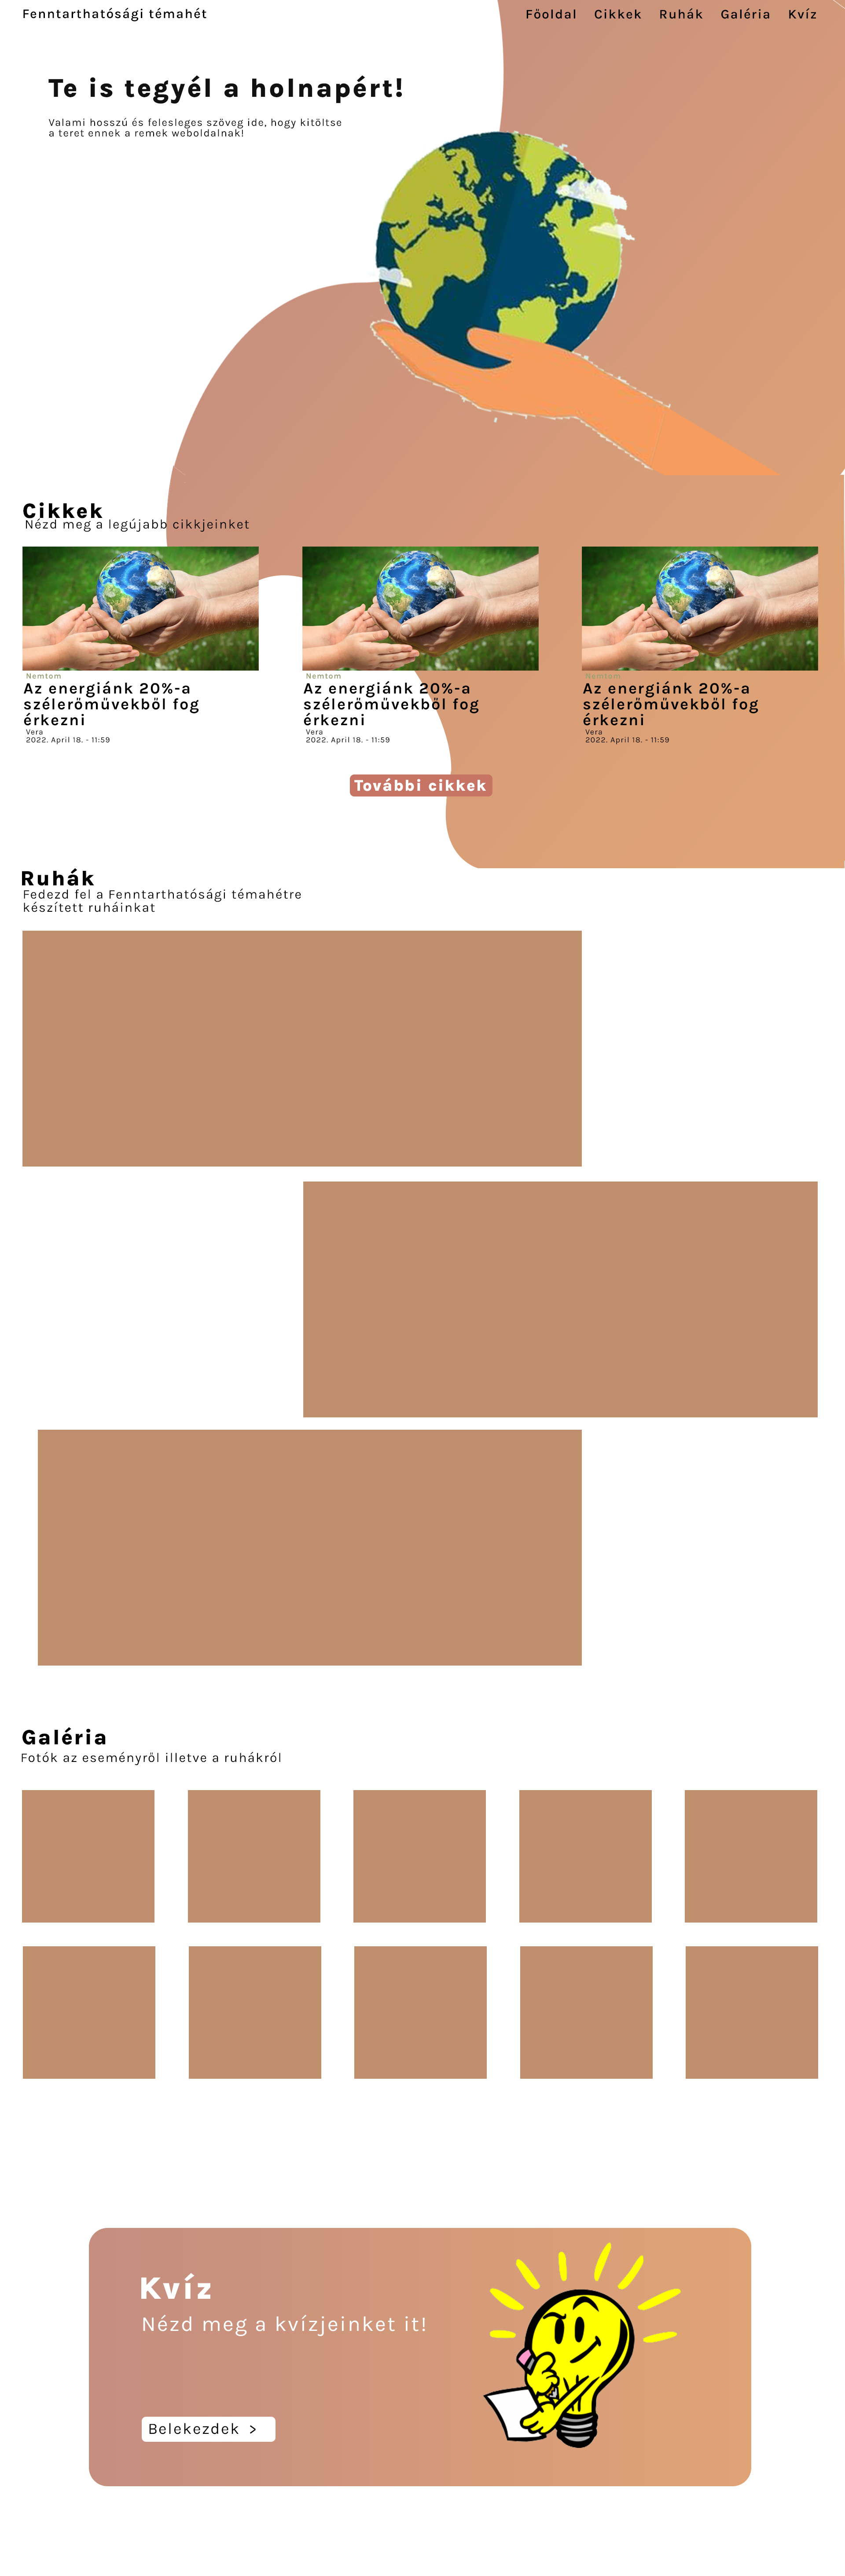 Fenntarthatósági témahét
Főoldal Cikkek Ruhák Galéria Kvíz
Te is tegyél a holnapért!
Valami hosszú és felesleges szöveg ide, hogy kitöltse
a teret ennek a remek weboldalnak!
Cikkek
Nézd meg a legújabb cikkjeinket
Nemtom
Az energiánk 20%-a
szélerőművekből fog
érkezni
Vera
2022. April 18. - 11:59
Nemtom
Az energiánk 20%-a
szélerőművekből fog
érkezni
Vera
2022. April 18. - 11:59
Nemtom
Az energiánk 20%-a
szélerőművekből fog
érkezni
Vera
2022. April 18. - 11:59
További cikkek
Ruhák
Fedezd fel a Fenntarthatósági témahétre
készített ruháinkat
Galéria
Fotók az eseményről illetve a ruhákról
Kvíz
Nézd meg a kvízjeinket it!
Belekezdek >